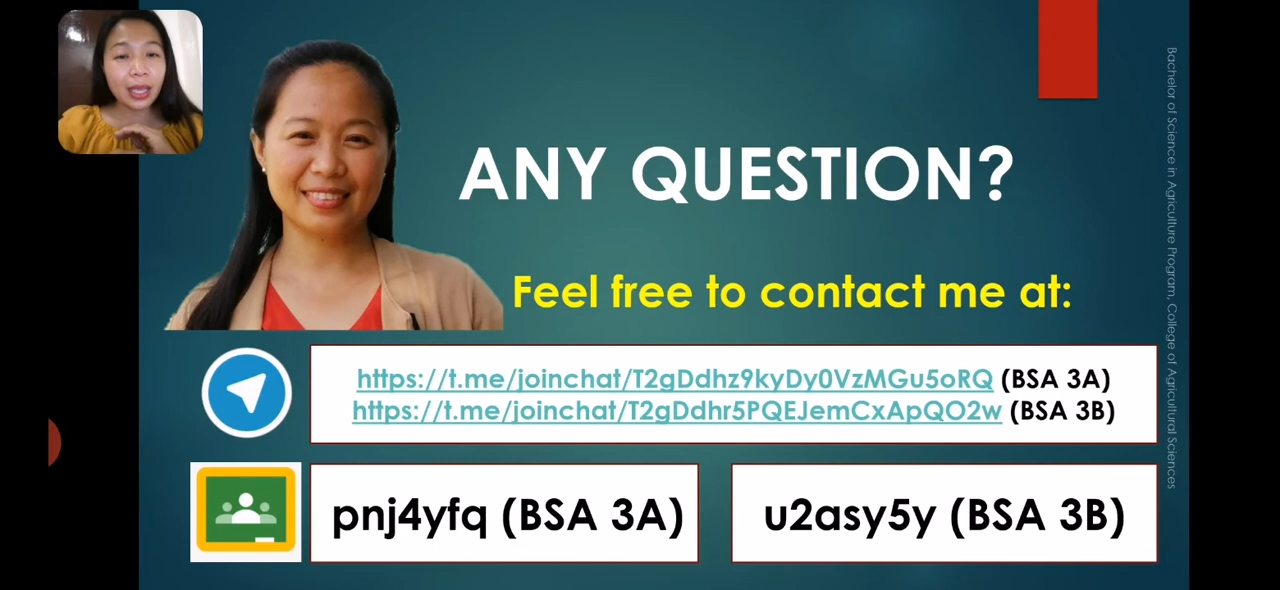 ANY QUESTION?
Feel free to contact me at:
https://t.me/joinchat/T2gDdhz9kyDy0VzMGu5oRQ (BSA 3A)
https://t.me/joinchat/T2gDdhr5PQEJemCxApQO2w (BSA 3B)
pnj4yfq (BSA 3A)
u2asy5y (BSA 3B)
Bachelor of Science in Agriculture Program, College of Agricultural Sciences